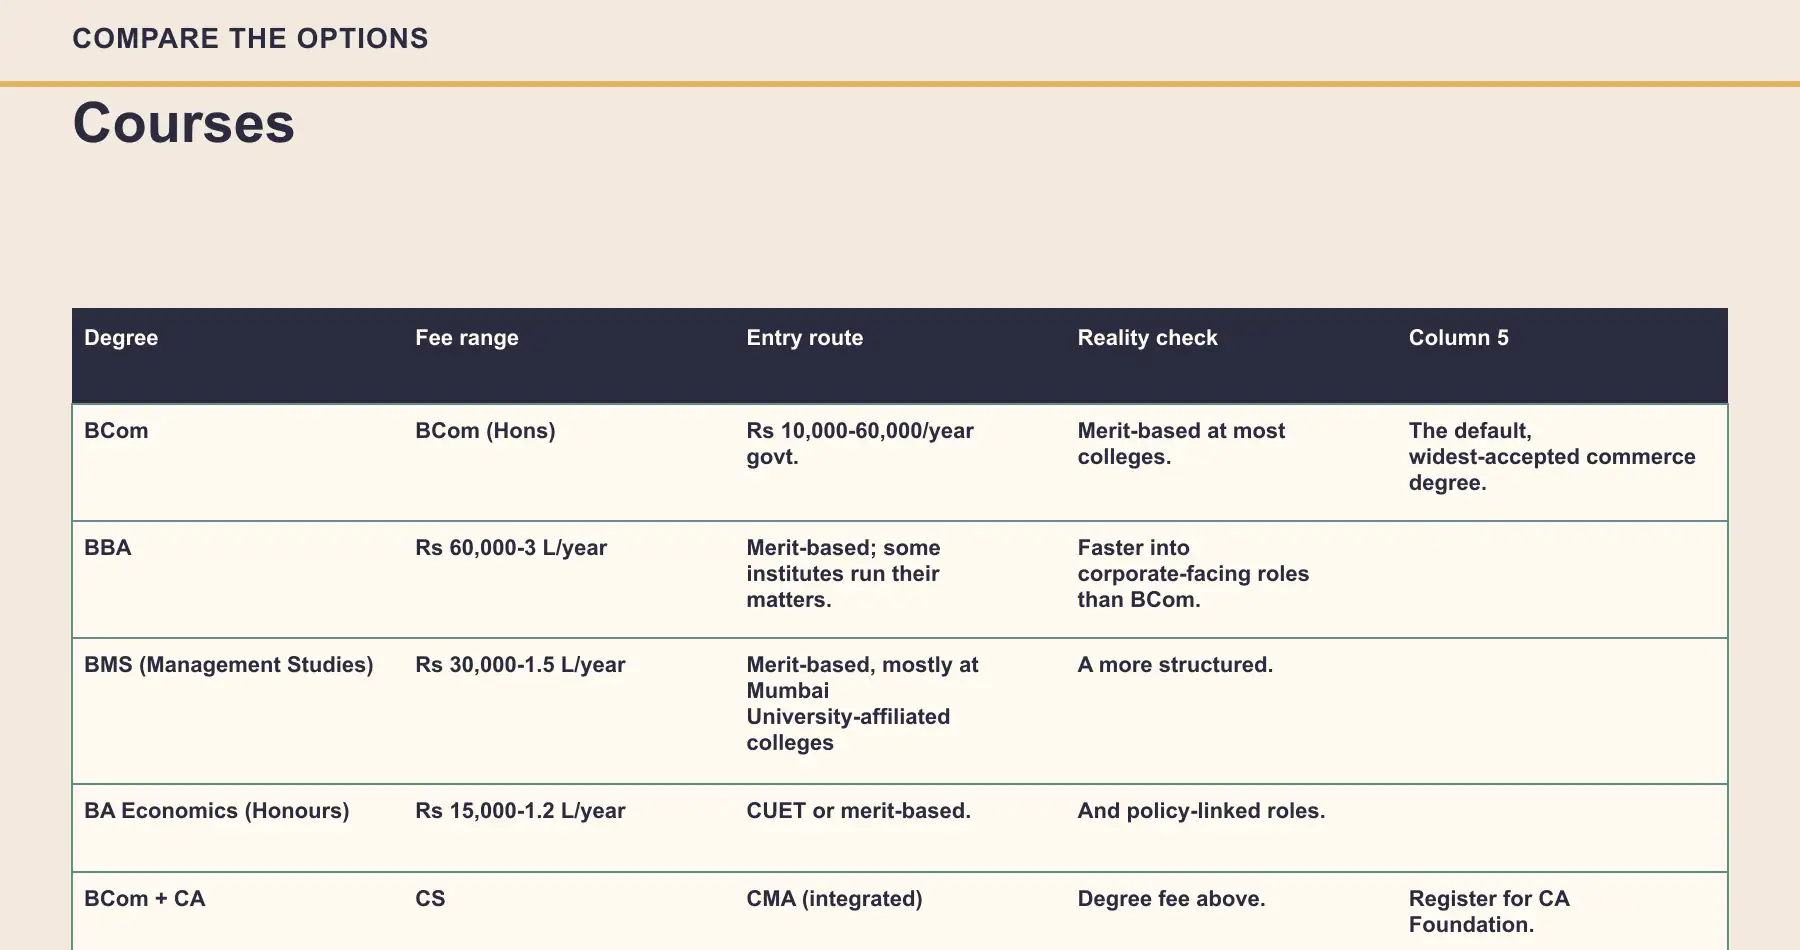 COMPARE THE OPTIONS
Courses
Degree
Fee range
Entry route
Reality check
Column 5
BCom
BCom (Hons)
Rs 10,000-60,000/year
govt.
Merit-based at most
colleges.
The default,
widest-accepted commerce
degree.
BBA
Rs 60,000-3 L/year
Merit-based; some
institutes run their
matters.
Faster into
corporate-facing roles
than BCom.
BMS (Management Studies)
Rs 30,000-1.5 L/year
Merit-based, mostly at
Mumbai
University-affiliated
colleges
A more structured.
BA Economics (Honours)
Rs 15,000-1.2 L/year
CUET or merit-based.
And policy-linked roles.
BCom + CA
CS
CMA (integrated)
Degree fee above.
Register for CA
Foundation.